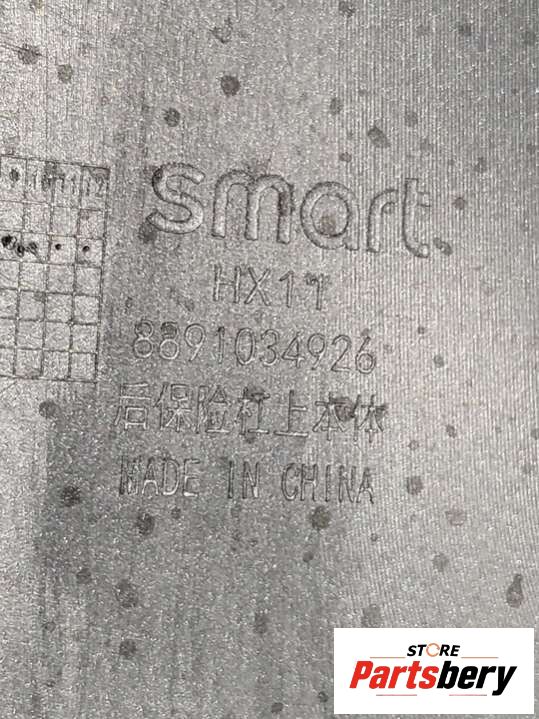 smart
HX11
8891034926
后保险杠上本体
MADE IN CHINA
STORE
Partsbery